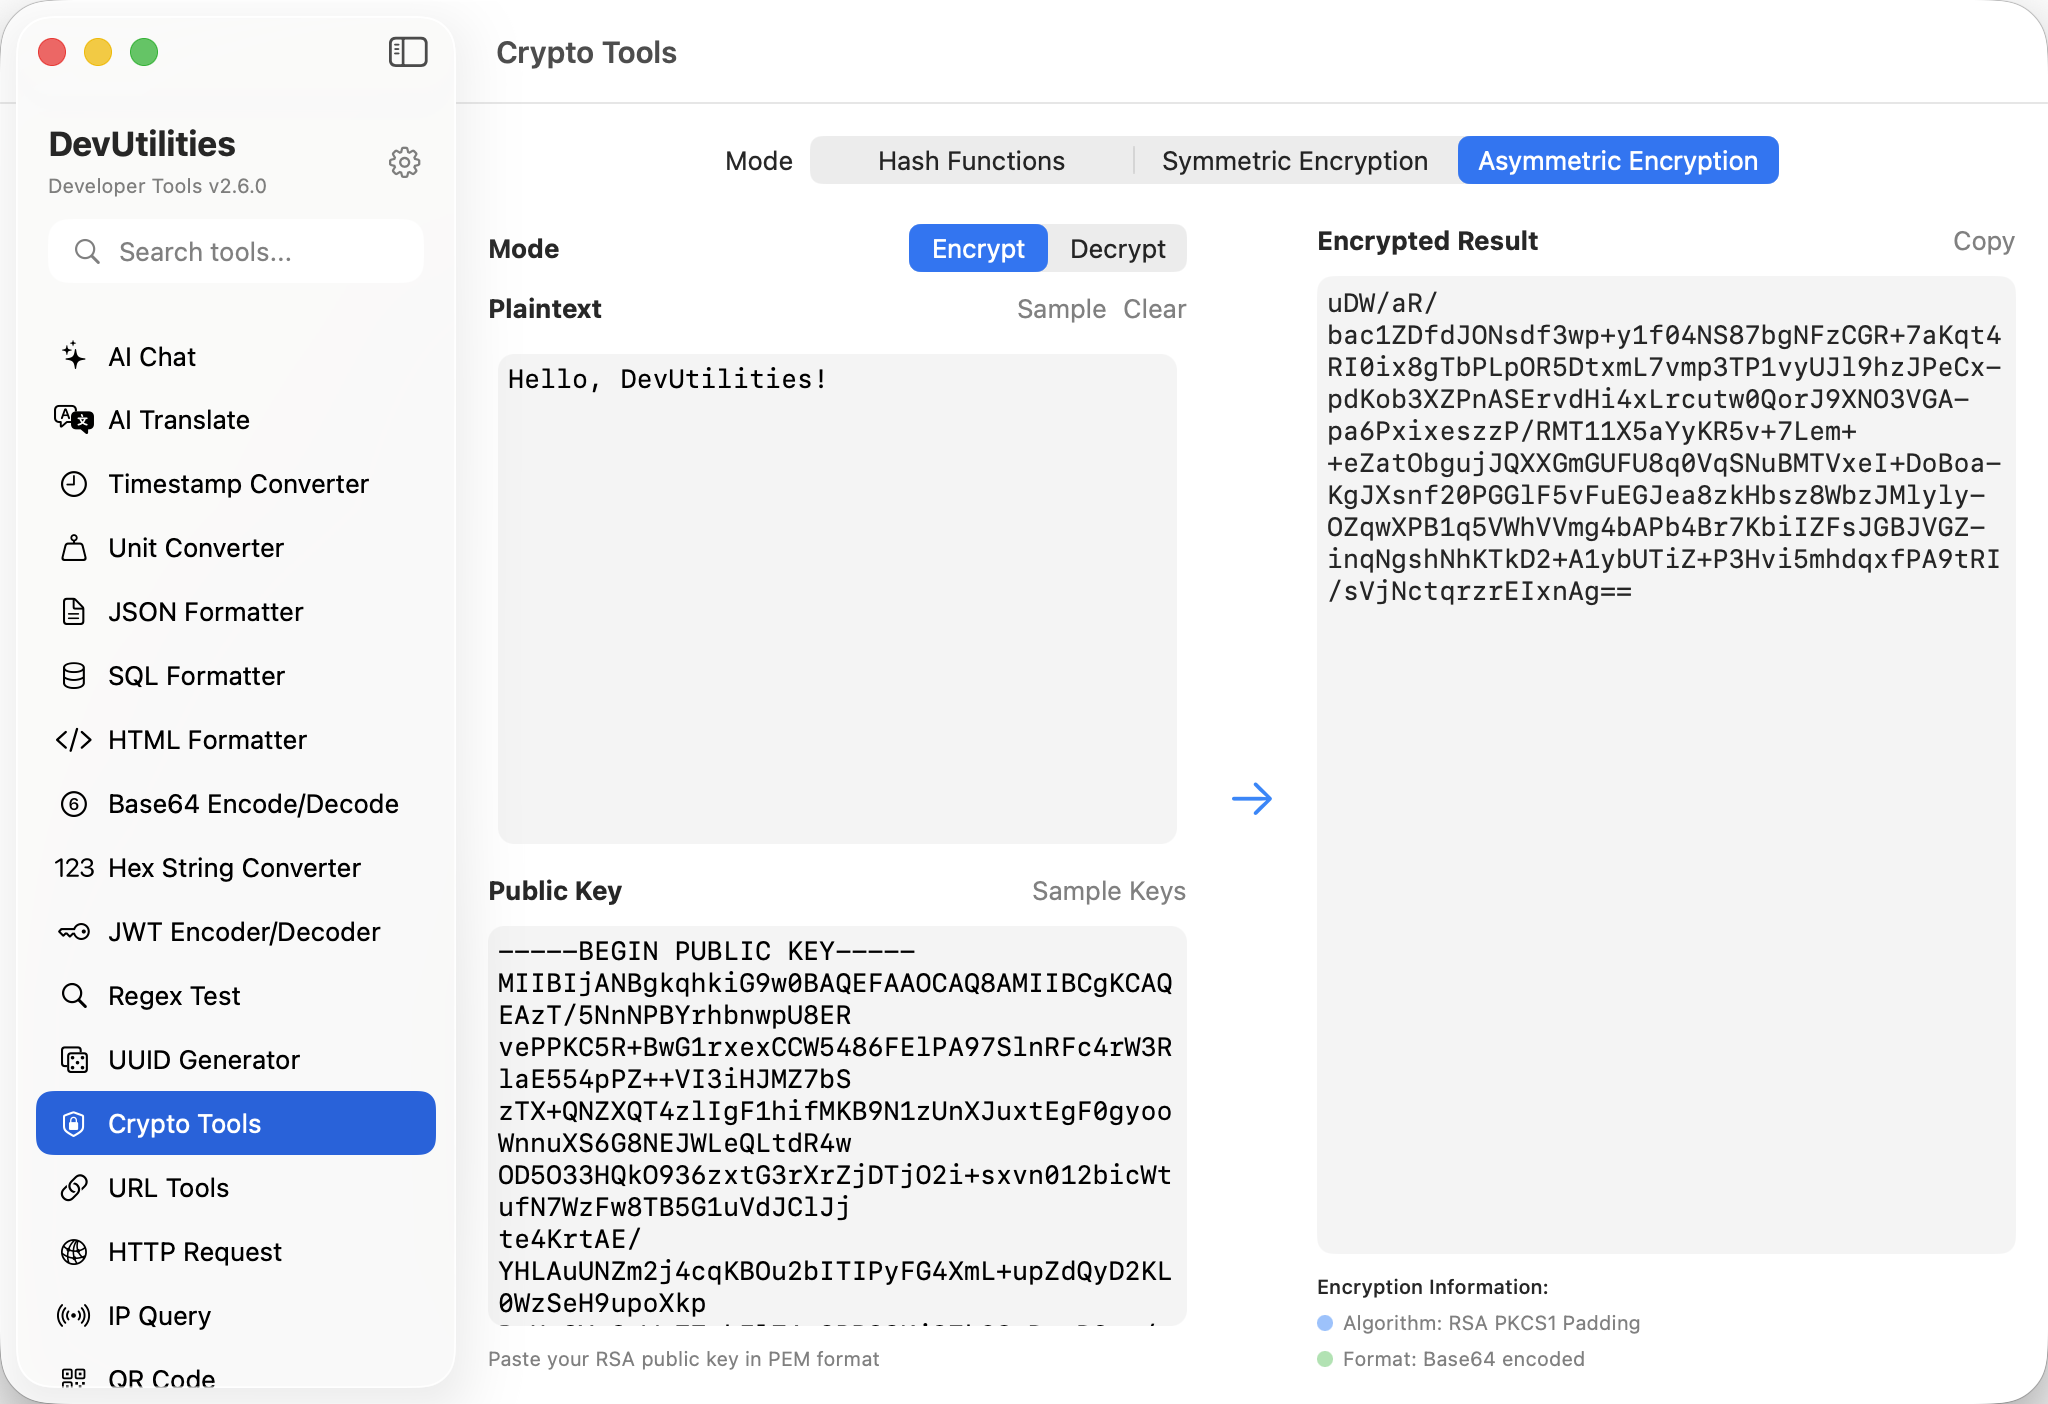 Crypto Tools
DevUtilities
Developer Tools v2.6.0
Search tools...
AI Chat
AI Translate
Timestamp Converter
Unit Converter
JSON Formatter
SQL Formatter
HTML Formatter
Base64 Encode/Decode
123 Hex String Converter
JWT Encoder/Decoder
Regex Test
UUID Generator
Crypto Tools
URL Tools
HTTP Request
IP Query
QR Code
Mode Hash Functions Symmetric Encryption Asymmetric Encryption
Mode Encrypt Decrypt
Plaintext Sample Clear
Hello, DevUtilities!
Public Key Sample Keys
-----BEGIN PUBLIC KEY-----
MIIBIjANBgkqhkiG9w0BAQEFAAOCAQ8AMIIBCgKCAQ
EAzT/5NnNPBYrhbnwpU8ER
vePPKC5R+BwG1rxexCCW5486FElPA97SlnRFc4rW3R
laE554pPZ++VI3iHJMZ7bS
zTX+QNZXQT4zlIgF1hifMKB9N1zUnXJuxtEgF0gyoo
WnnuXS6G8NEJWLeQLtdR4w
OD5O33HQkO936zxtG3rXrZjDTjO2i+sxvn012bicWt
ufN7WzFw8TB5G1uVdJClJj
te4KrtAE/
YHLAuUNZm2j4cqKBOu2bITIPyFG4XmL+upZdQyD2KL
0WzSeH9upoXkp
Paste your RSA public key in PEM format
Encrypted Result Copy
uDW/aR/
bac1ZDfdJONsdf3wp+y1f04NS87bgNFzCGR+7aKqt4
RI0ix8gTbPLpOR5DtxmL7vmp3TP1vyUJl9hzJPeCx-
pdKob3XZPnASErvdHi4xLrcutw0QorJ9XNO3VGA-
pa6PxixeszzP/RMT11X5aYyKR5v+7Lem+
+eZatObgujJQXXGmGUFU8q0VqSNuBMTVxeI+DoBoa-
KgJXsnf20PGGlF5vFuEGJea8zkHbsz8WbzJMlyly-
OZqwXPB1q5VWhVVmg4bAPb4Br7KbiIZFsJGBJVGZ-
inqNgshNhKTkD2+A1ybUTiZ+P3Hvi5mhdqxfPA9tRI
/sVjNctqrzrEIxnAg==
Encryption Information:
Algorithm: RSA PKCS1 Padding
Format: Base64 encoded